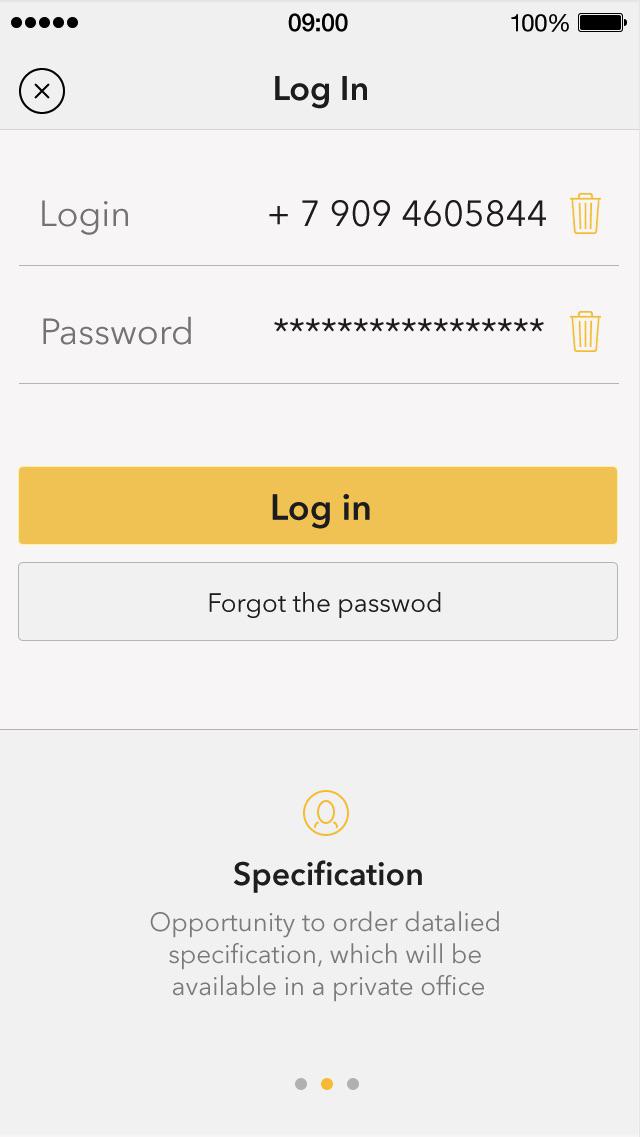 09:00 100%
Log In
Login + 7 909 4605844
Password *****************
Log in
Forgot the passwod
Specification
Opportunity to order datalied
specification, which will be
available in a private office